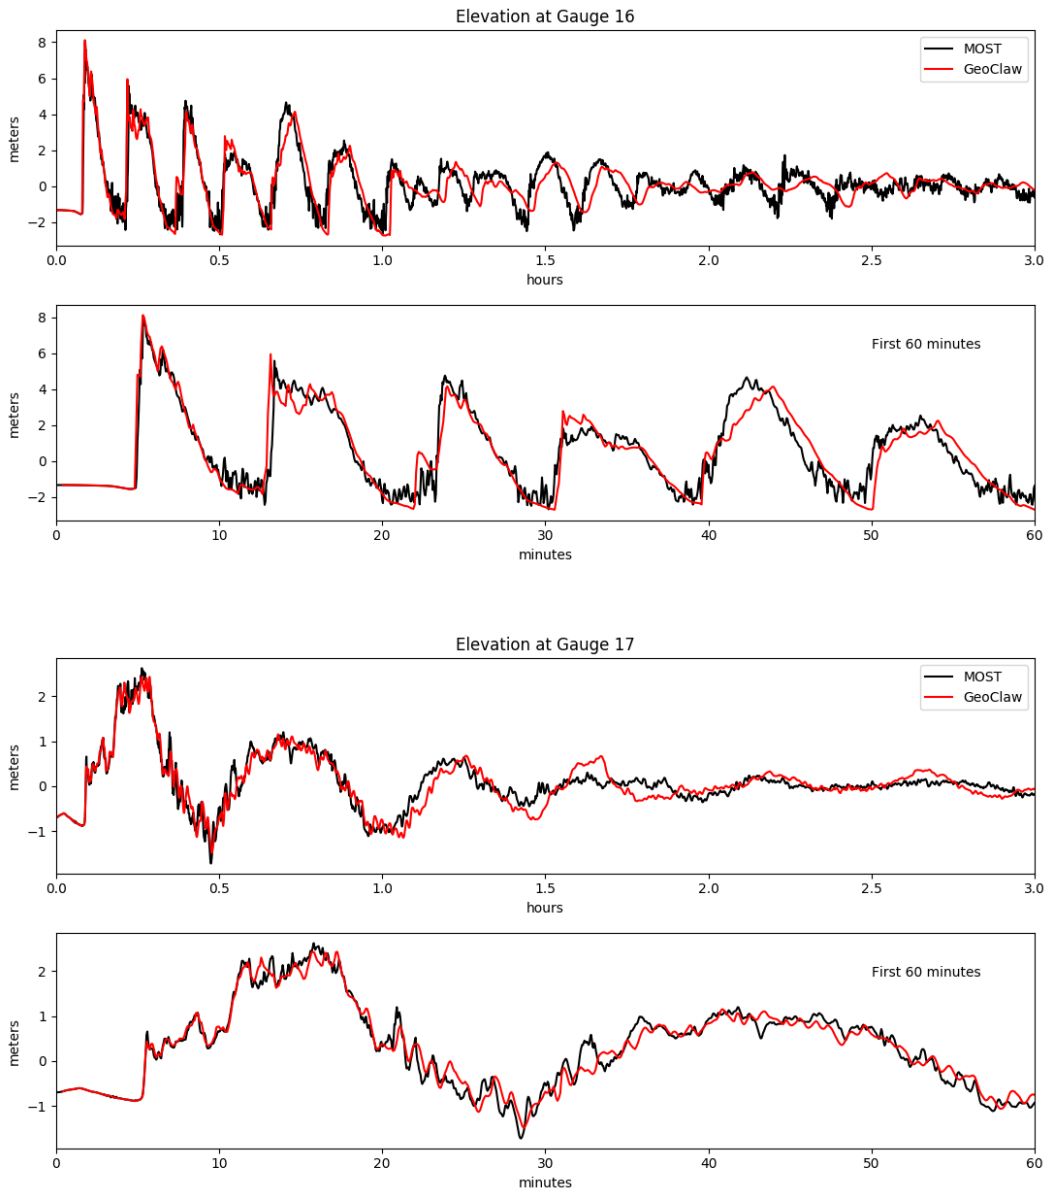 Elevation at Gauge 16
8
6
4
2
0
−2
meters
MOST
GeoClaw
0.0 0.5 1.0 1.5 2.0 2.5 3.0
hours
8
6
4
2
0
−2
meters
First 60 minutes
0 10 20 30 40 50 60
minutes
Elevation at Gauge 17
2
1
0
−1
meters
MOST
GeoClaw
0.0 0.5 1.0 1.5 2.0 2.5 3.0
hours
2
1
0
−1
meters
First 60 minutes
0 10 20 30 40 50 60
minutes